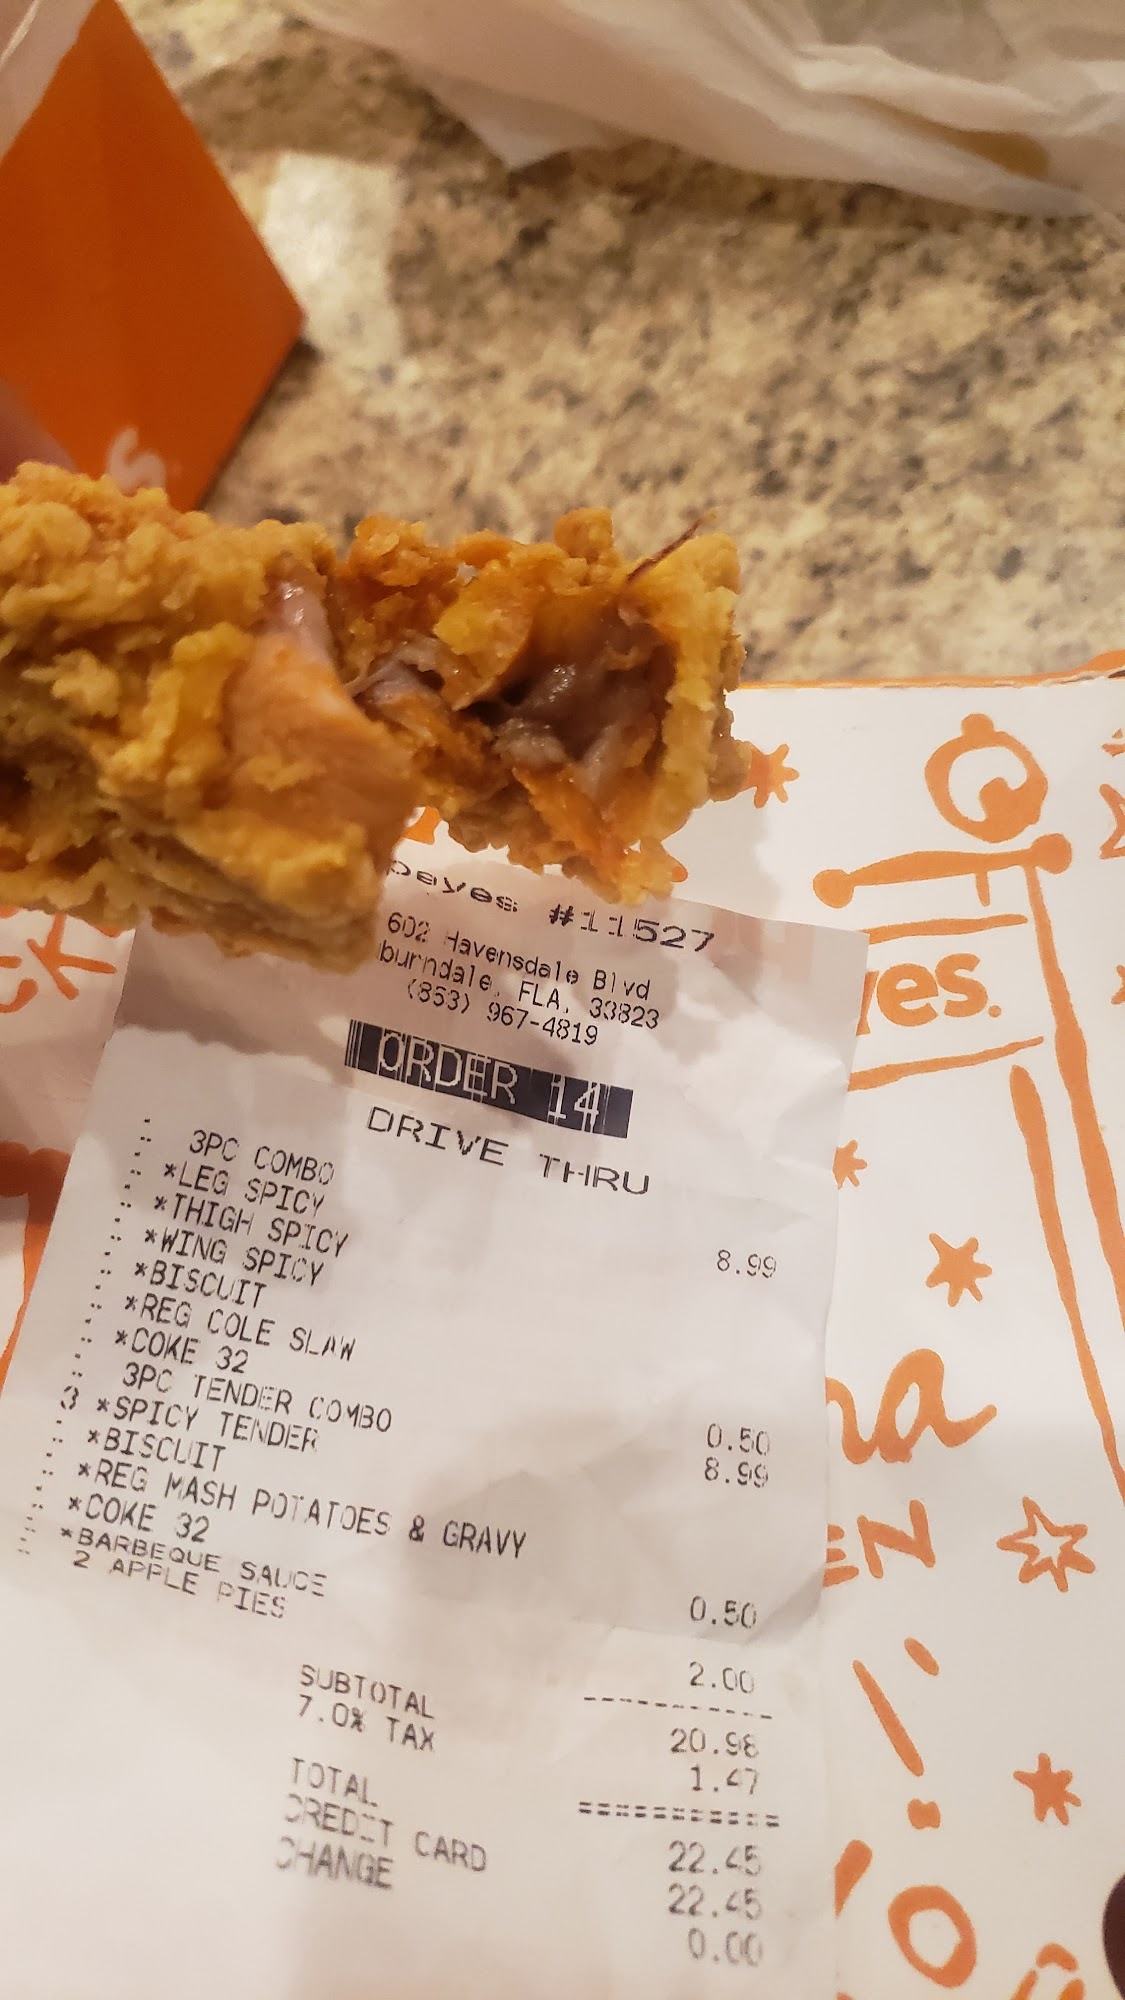 peyes #11527
602 Havensdale Blvd
burndale, FLA, 33823
(863) 967-4819
ORDER 14
DRIVE THRU
3PC COMBO 8.99
*LEG SPICY
*THIGH SPICY
*WING SPICY
*BISCUIT
*REG COLE SLAW
*COKE 32 0.50
3PC TENDER COMBO 8.99
3 *SPICY TENDER
*BISCUIT
*REG MASH POTATOES & GRAVY
*COKE 32 0.50
*BARBEQUE SAUCE
2 APPLE PIES 2.00
SUBTOTAL 20.98
7.0% TAX 1.47
TOTAL 22.45
CREDIT CARD 22.45
CHANGE 0.00
yes.
na
EZ